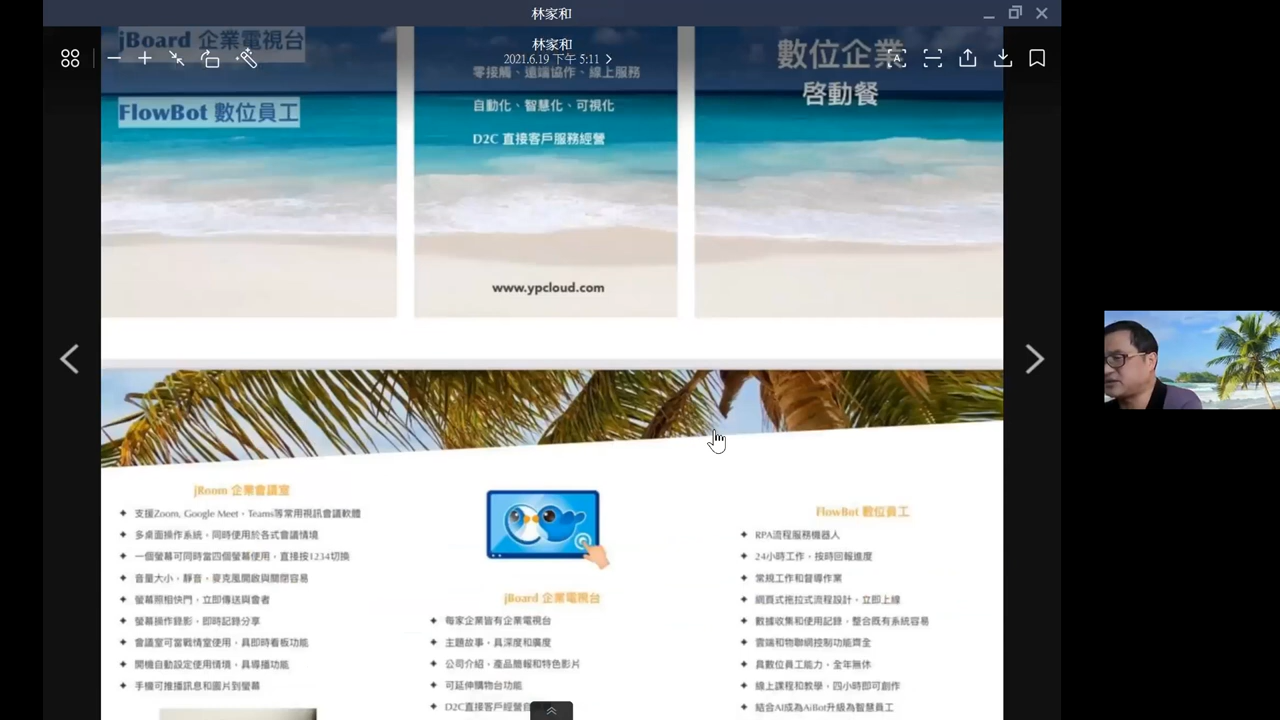 林家和
林家和
2021.6.19 下午 5:11
jBoard 企業電視台
FlowBot 數位員工
零接觸、遠端協作、線上服務
自動化、智慧化、可視化
D2C 直接客戶服務經營
www.ypcloud.com
數位企業
啓動餐
jRoom 企業會議室
支援Zoom, Google Meet、Teams等常用視訊會議軟體
多桌面操作系統，同時使用於各式會議情境
一個螢幕可同時當四個螢幕使用，直接按1234切換
音量大小，靜音，麥克風開啟與關閉容易
螢幕照相快門，立即傳送與會者
螢幕操作錄影，即時記錄分享
會議室可當戰情室使用，具即時看板功能
開機自動設定使用情境，具導播功能
手機可推播訊息和圖片到螢幕
jBoard 企業電視台
每家企業皆有企業電視台
主題故事，具深度和廣度
公司介紹、產品簡報和特色影片
可延伸購物台功能
D2C直接客戶經營自
FlowBot 數位員工
RPA流程服務機器人
24小時工作，按時回報進度
常規工作和督導作業
網頁式拖拉式流程設計，立即上線
數據收集和使用記錄，整合既有系統容易
雲端和物聯網控制功能齊全
具數位員工能力，全年無休
線上課程和教學，四小時即可創作
結合AI成為AiBot升級為智慧員工